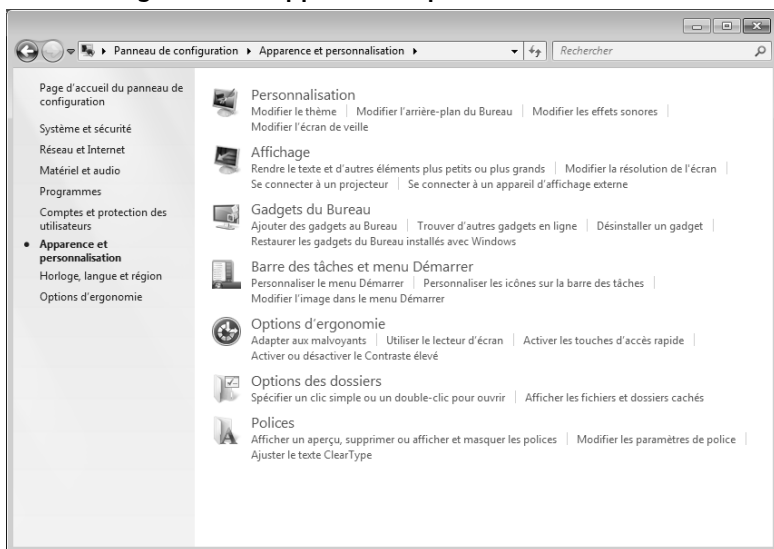 Panneau de configuration ▸ Apparence et personnalisation ▸
Rechercher
Page d'accueil du panneau de
configuration
Système et sécurité
Réseau et Internet
Matériel et audio
Programmes
Comptes et protection des
utilisateurs
Apparence et
personnalisation
Horloge, langue et région
Options d'ergonomie
Personnalisation
Modifier le thème | Modifier l'arrière-plan du Bureau | Modifier les effets sonores |
Modifier l'écran de veille
Affichage
Rendre le texte et d'autres éléments plus petits ou plus grands | Modifier la résolution de l'écran |
Se connecter à un projecteur | Se connecter à un appareil d'affichage externe
Gadgets du Bureau
Ajouter des gadgets au Bureau | Trouver d'autres gadgets en ligne | Désinstaller un gadget |
Restaurer les gadgets du Bureau installés avec Windows
Barre des tâches et menu Démarrer
Personnaliser le menu Démarrer | Personnaliser les icônes sur la barre des tâches |
Modifier l'image dans le menu Démarrer
Options d'ergonomie
Adapter aux malvoyants | Utiliser le lecteur d'écran | Activer les touches d'accès rapide |
Activer ou désactiver le Contraste élevé
Options des dossiers
Spécifier un clic simple ou un double-clic pour ouvrir | Afficher les fichiers et dossiers cachés
Polices
Afficher un aperçu, supprimer ou afficher et masquer les polices | Modifier les paramètres de police |
Ajuster le texte ClearType